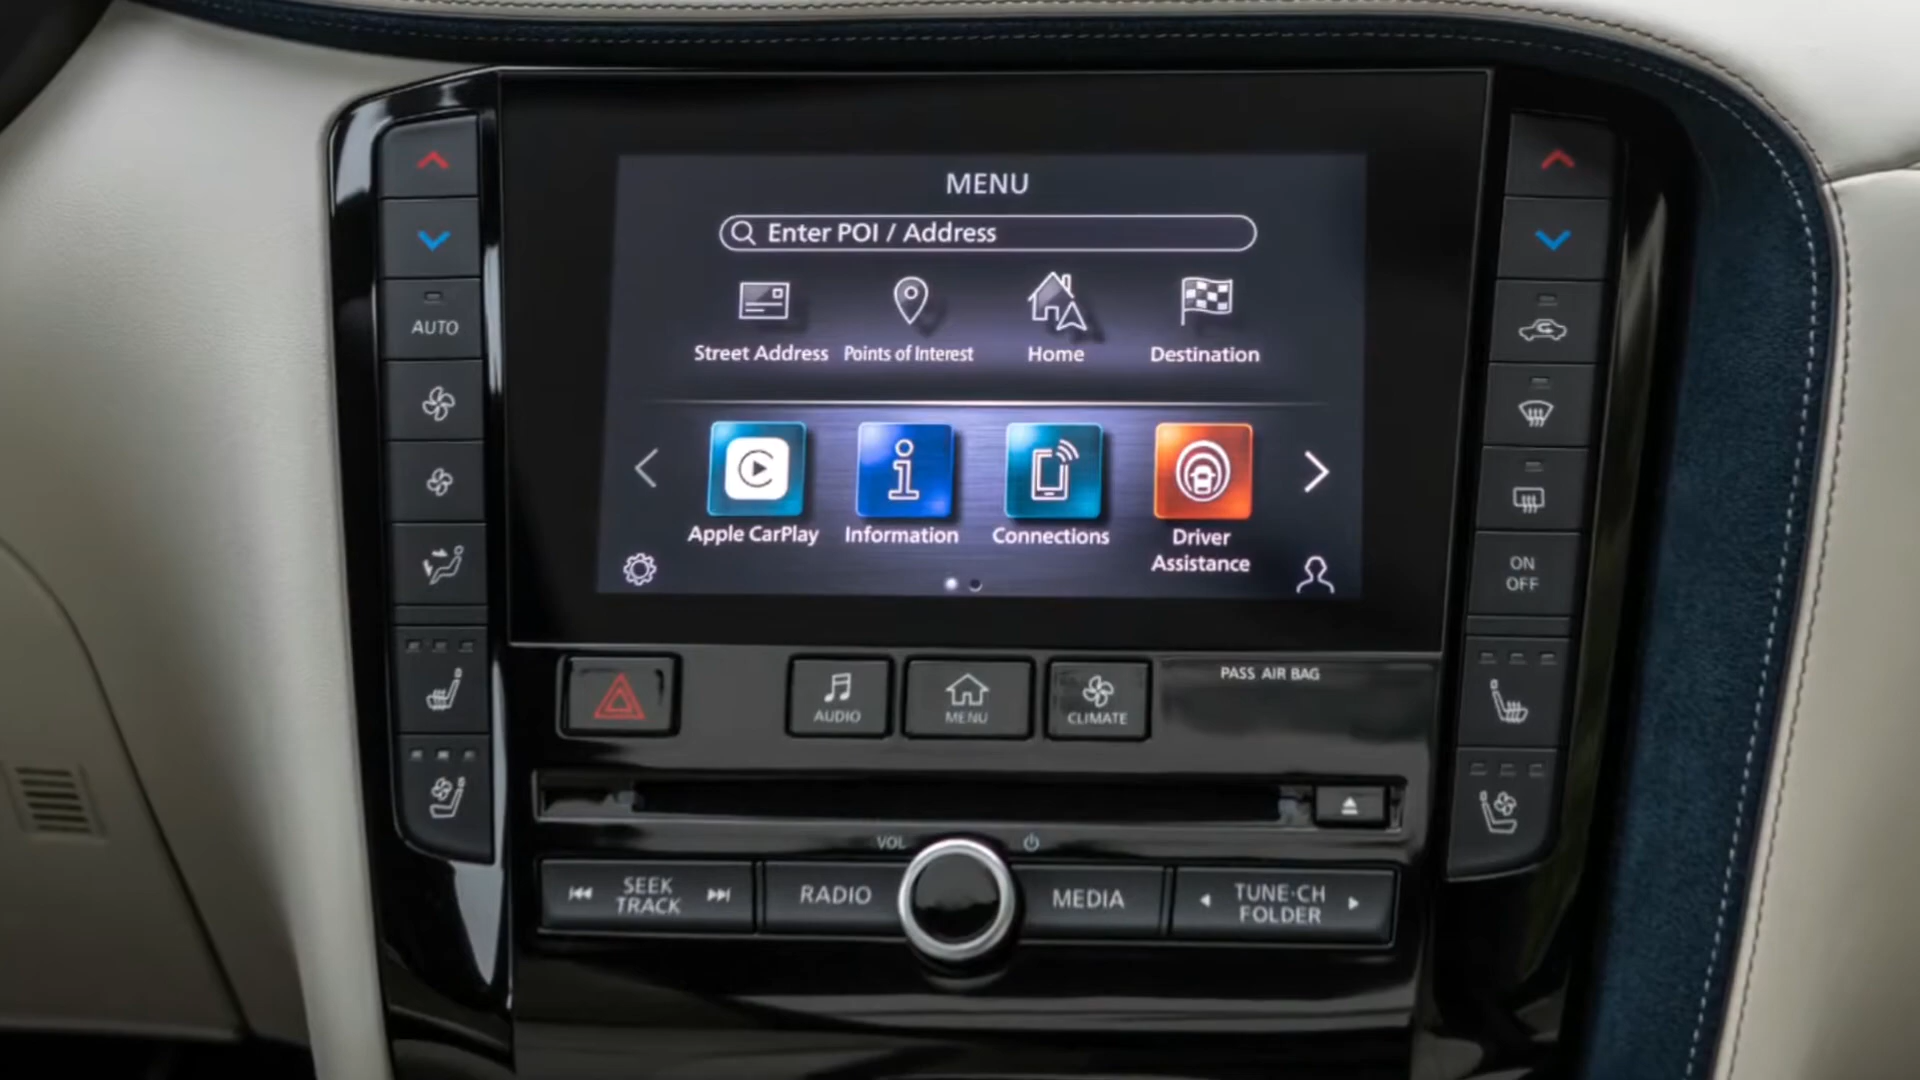 MENU
Enter POI / Address
Street Address
Points of Interest
Home
Destination
Apple CarPlay
Information
Connections
Driver
Assistance
AUTO
ON
OFF
AUDIO
MENU
CLIMATE
PASS AIR BAG
VOL
SEEK
TRACK
RADIO
MEDIA
TUNE·CH
FOLDER